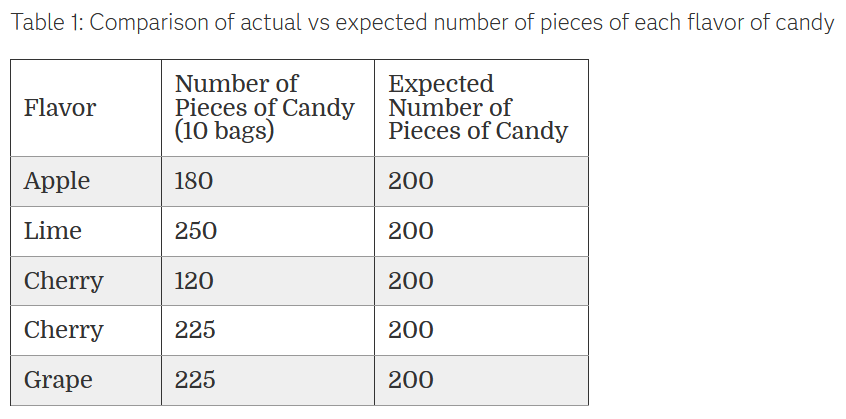 Table 1: Comparison of actual vs expected number of pieces of each flavor of candy
Flavor
Number of
Pieces of Candy
(10 bags)
Expected
Number of
Pieces of Candy
Apple 180 200
Lime 250 200
Cherry 120 200
Cherry 225 200
Grape 225 200